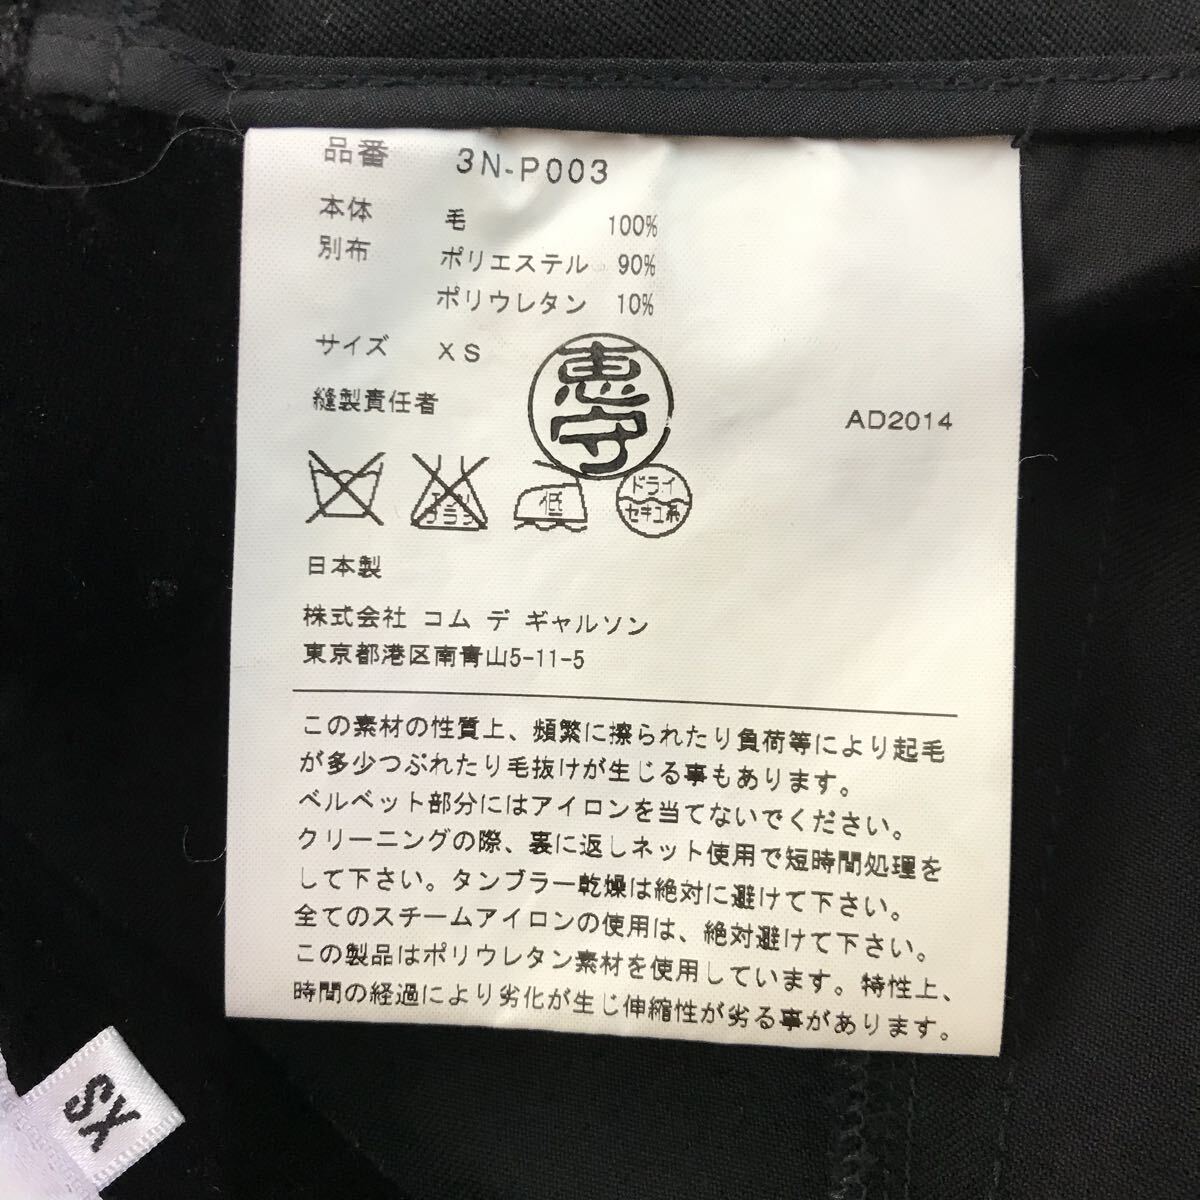 品番 3N-P003
本体 毛 100%
別布 ポリエステル 90%
ポリウレタン 10%
サイズ XS
縫製責任者 恵守
AD2014
低
ドライ
セキユ系
日本製
株式会社 コム デ ギャルソン
東京都港区南青山5-11-5
この素材の性質上、頻繁に擦られたり負荷等により起毛
が多少つぶれたり毛抜けが生じる事もあります。
ベルベット部分にはアイロンを当てないでください。
クリーニングの際、裏に返しネット使用で短時間処理を
して下さい。タンブラー乾燥は絶対に避けて下さい。
全てのスチームアイロンの使用は、絶対避けて下さい。
この製品はポリウレタン素材を使用しています。特性上、
時間の経過により劣化が生じ伸縮性が劣る事があります。
XS